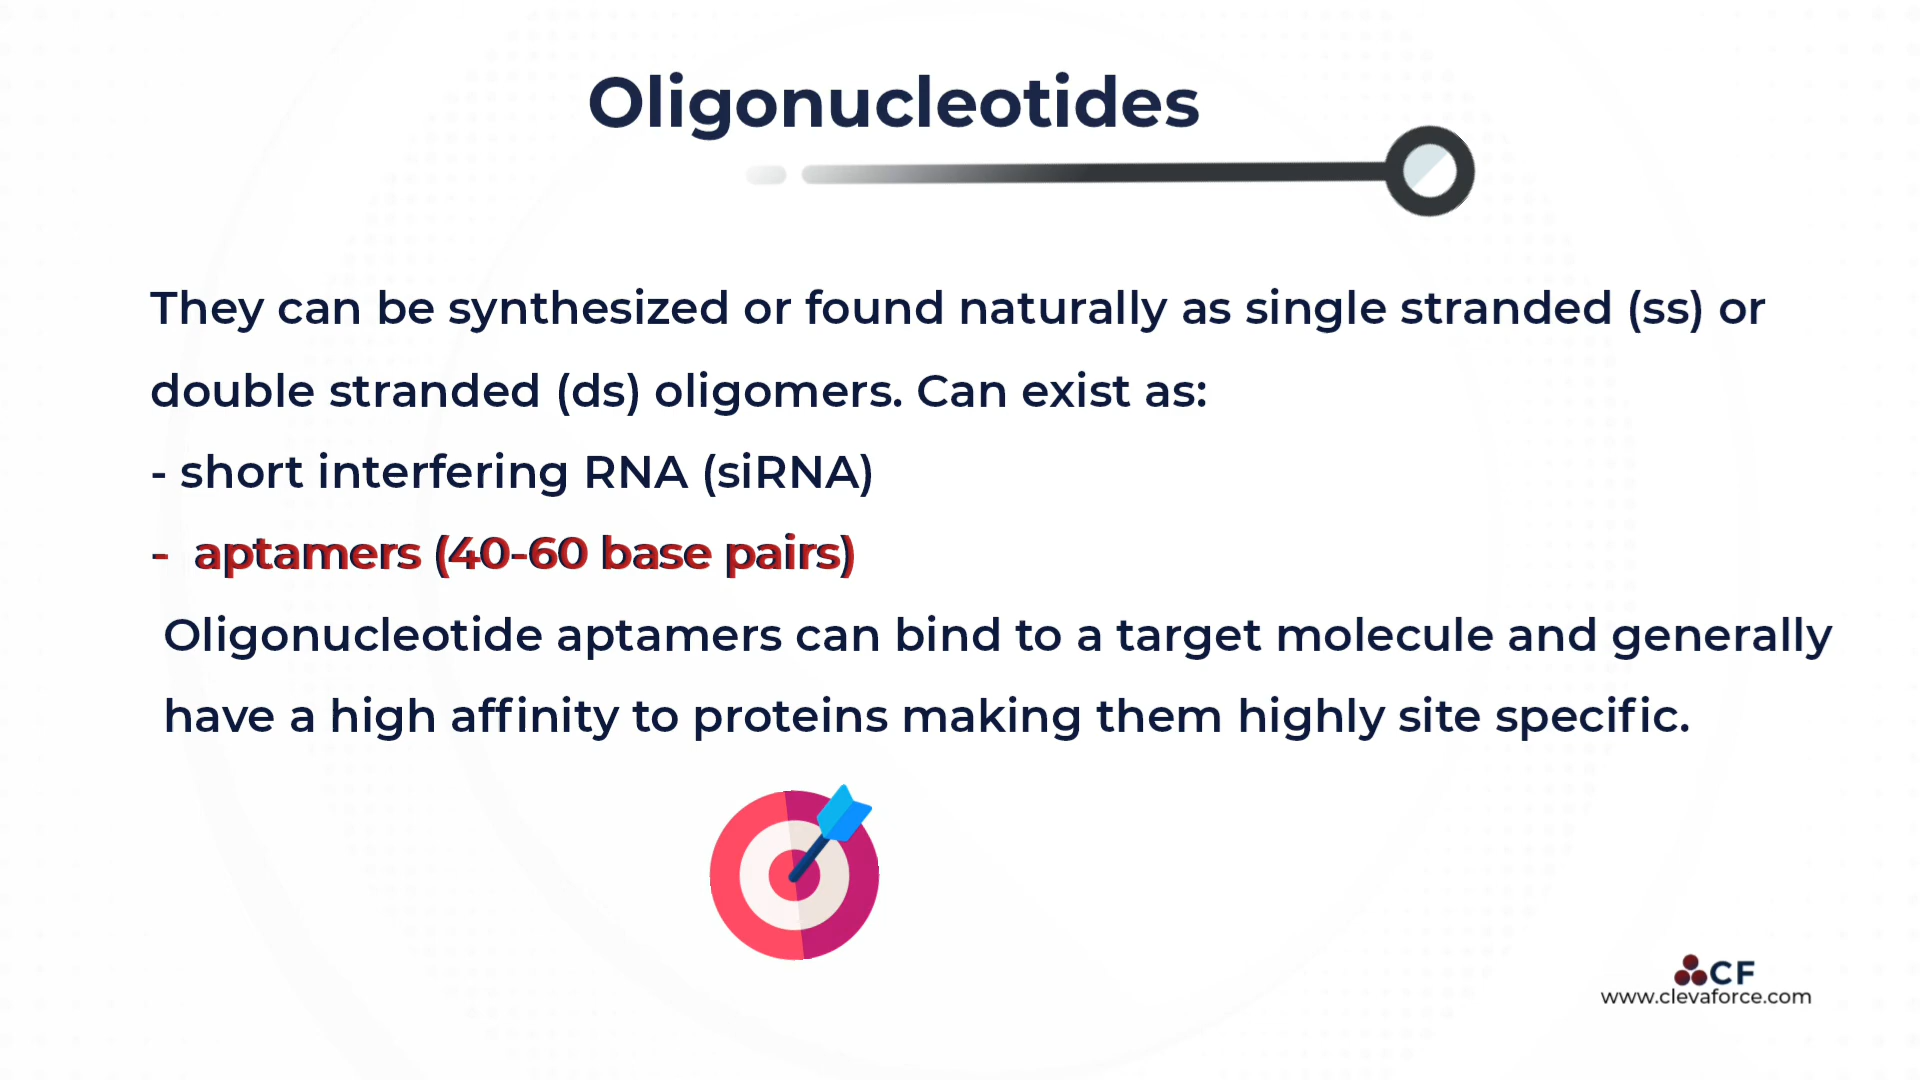 Oligonucleotides
They can be synthesized or found naturally as single stranded (ss) or
double stranded (ds) oligomers. Can exist as:
- short interfering RNA (siRNA)
- aptamers (40-60 base pairs)
Oligonucleotide aptamers can bind to a target molecule and generally
have a high affinity to proteins making them highly site specific.
CF
www.clevaforce.com